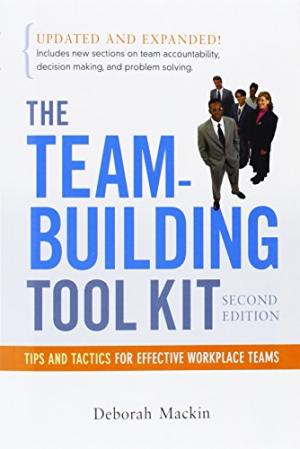 UPDATED AND EXPANDED!
Includes new sections on team accountability,
decision making, and problem solving.
THE
TEAM-
BUILDING
TOOL KIT
SECOND
EDITION
TIPS AND TACTICS FOR EFFECTIVE WORKPLACE TEAMS
Deborah Mackin